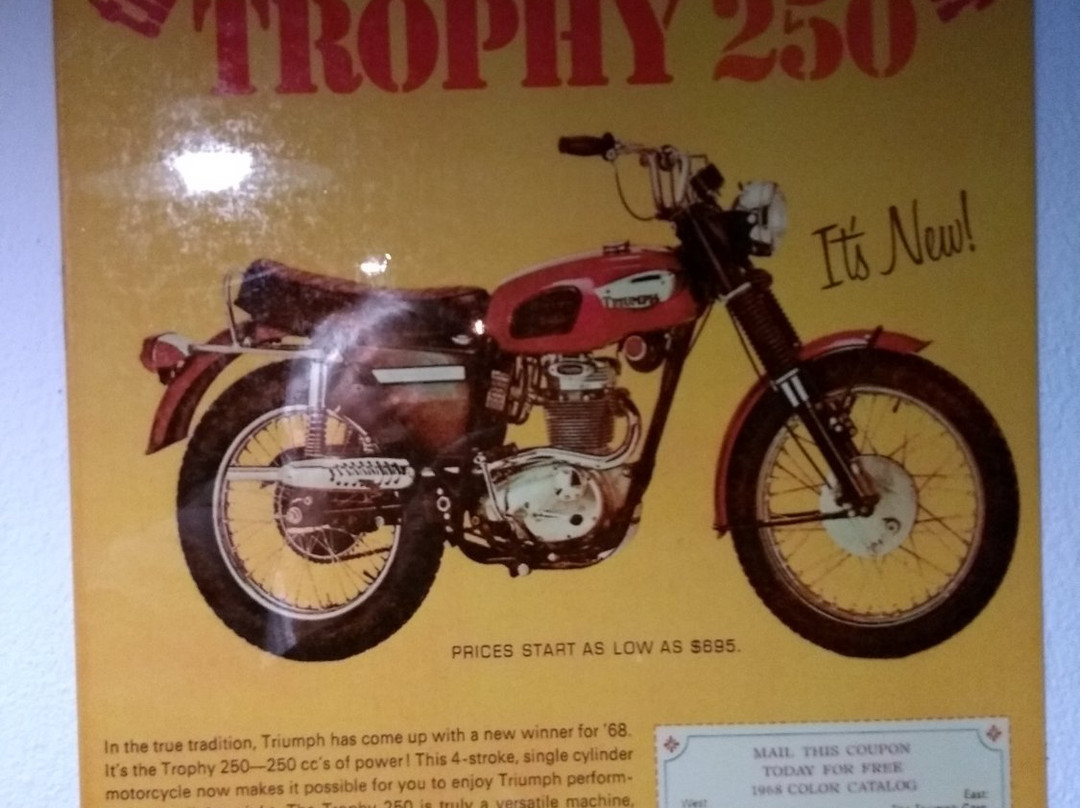 TROPHY 250
It's New!
TRIUMPH
PRICES START AS LOW AS $695.
In the true tradition, Triumph has come up with a new winner for '68.
It's the Trophy 250—250 cc's of power! This 4-stroke, single cylinder
motorcycle now makes it possible for you to enjoy Triumph perform-
The Trophy 250 is truly a versatile machine,
MAIL THIS COUPON
TODAY FOR FREE
1968 COLOR CATALOG
West
East: